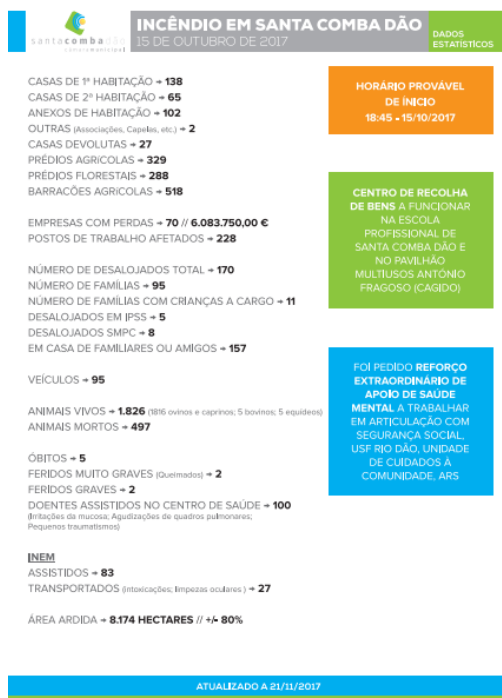 santacombadão
câmara municipal
INCÊNDIO EM SANTA COMBA DÃO
15 DE OUTUBRO DE 2017
DADOS
ESTATÍSTICOS
CASAS DE 1ª HABITAÇÃO → 138
CASAS DE 2ª HABITAÇÃO → 65
ANEXOS DE HABITAÇÃO → 102
OUTRAS (Associações, Capelas, etc.) → 2
CASAS DEVOLUTAS → 27
PRÉDIOS AGRÍCOLAS → 329
PRÉDIOS FLORESTAIS → 288
BARRACÕES AGRICOLAS → 518
EMPRESAS COM PERDAS → 70 // 6.083.750,00 €
POSTOS DE TRABALHO AFETADOS → 228
NÚMERO DE DESALOJADOS TOTAL → 170
NÚMERO DE FAMÍLIAS → 95
NÚMERO DE FAMÍLIAS COM CRIANÇAS A CARGO → 11
DESALOJADOS EM IPSS → 5
DESALOJADOS SMPC → 8
EM CASA DE FAMILIARES OU AMIGOS → 157
VEÍCULOS → 95
ANIMAIS VIVOS → 1.826 (1816 ovinos e caprinos; 5 bovinos; 5 equídeos)
ANIMAIS MORTOS → 497
ÓBITOS → 5
FERIDOS MUITO GRAVES (Queimados) → 2
FERIDOS GRAVES → 2
DOENTES ASSISTIDOS NO CENTRO DE SAÚDE → 100
(Irritações da mucosa; Agudizações de quadros pulmonares;
Pequenos traumatismos)
INEM
ASSISTIDOS → 83
TRANSPORTADOS (intoxicações; limpezas oculares ) → 27
ÁREA ARDIDA → 8.174 HECTARES // +/- 80%
HORÁRIO PROVÁVEL
DE ÍNICIO
18:45 - 15/10/2017
CENTRO DE RECOLHA
DE BENS A FUNCIONAR
NA ESCOLA
PROFISSIONAL DE
SANTA COMBA DÃO E
NO PAVILHÃO
MULTIUSOS ANTÓNIO
FRAGOSO (CAGIDO)
FOI PEDIDO REFORÇO
EXTRAORDINÁRIO DE
APOIO DE SAÚDE
MENTAL A TRABALHAR
EM ARTICULAÇÃO COM
SEGURANÇA SOCIAL,
USF RIO DÃO, UNIDADE
DE CUIDADOS À
COMUNIDADE, ARS
ATUALIZADO A 21/11/2017